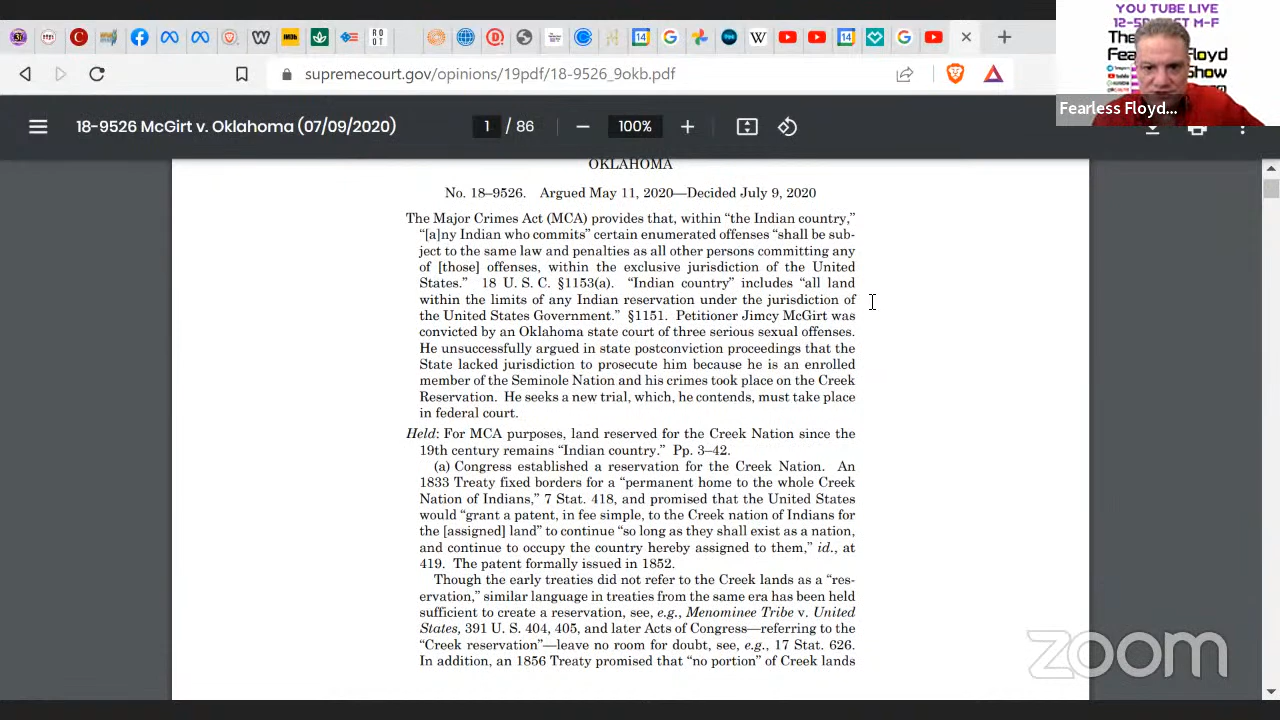 YOU TUBE LIVE
supremecourt.gov/opinions/19pdf/18-9526_9okb.pdf
Fearless Floyd...
18-9526 McGirt v. Oklahoma (07/09/2020)
1 / 86
100%
OKLAHOMA
No. 18–9526. Argued May 11, 2020—Decided July 9, 2020
The Major Crimes Act (MCA) provides that, within “the Indian country,”
“[a]ny Indian who commits” certain enumerated offenses “shall be sub-
ject to the same law and penalties as all other persons committing any
of [those] offenses, within the exclusive jurisdiction of the United
States.” 18 U. S. C. §1153(a). “Indian country” includes “all land
within the limits of any Indian reservation under the jurisdiction of
the United States Government.” §1151. Petitioner Jimcy McGirt was
convicted by an Oklahoma state court of three serious sexual offenses.
He unsuccessfully argued in state postconviction proceedings that the
State lacked jurisdiction to prosecute him because he is an enrolled
member of the Seminole Nation and his crimes took place on the Creek
Reservation. He seeks a new trial, which, he contends, must take place
in federal court.
Held: For MCA purposes, land reserved for the Creek Nation since the
19th century remains “Indian country.” Pp. 3–42.
(a) Congress established a reservation for the Creek Nation. An
1833 Treaty fixed borders for a “permanent home to the whole Creek
Nation of Indians,” 7 Stat. 418, and promised that the United States
would “grant a patent, in fee simple, to the Creek nation of Indians for
the [assigned] land” to continue “so long as they shall exist as a nation,
and continue to occupy the country hereby assigned to them,” id., at
419. The patent formally issued in 1852.
Though the early treaties did not refer to the Creek lands as a “res-
ervation,” similar language in treaties from the same era has been held
sufficient to create a reservation, see, e.g., Menominee Tribe v. United
States, 391 U. S. 404, 405, and later Acts of Congress—referring to the
“Creek reservation”—leave no room for doubt, see, e.g., 17 Stat. 626.
In addition, an 1856 Treaty promised that “no portion” of Creek lands
zoom